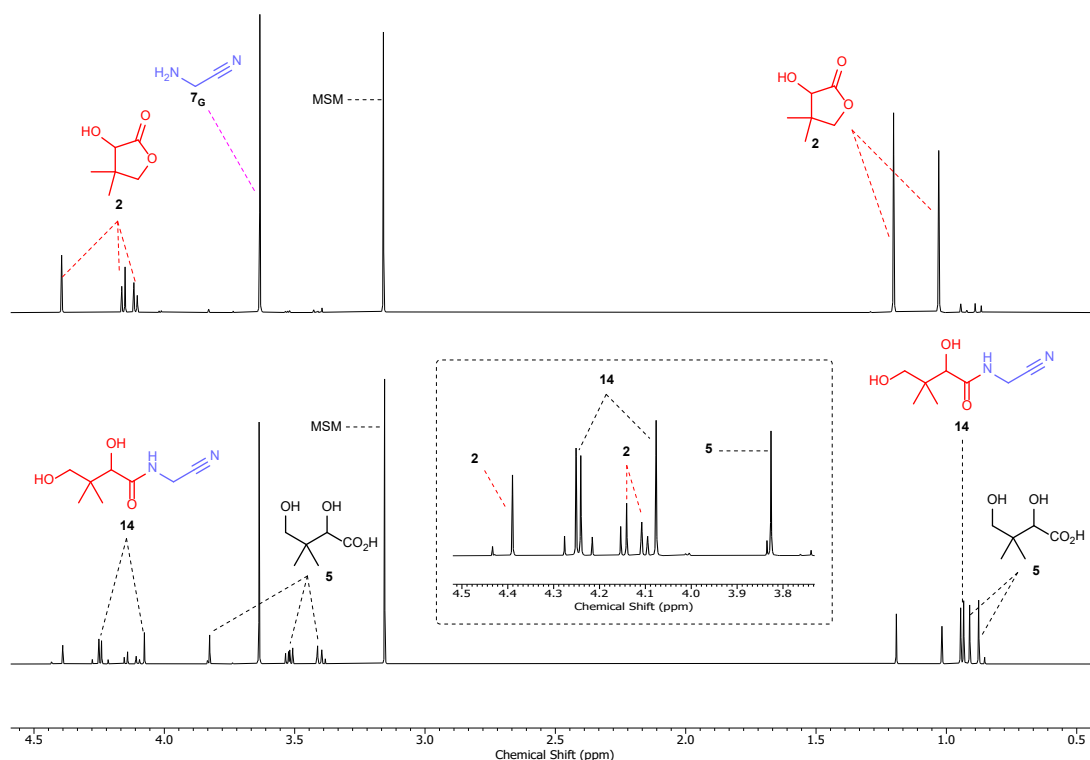 H₂N
N
7G
HO
O
O
2
MSM
HO
O
O
2
HO
OH
H
N
O
N
14
OH
OH
CO₂H
5
MSM
14
2
2
5
4.5 4.4 4.3 4.2 4.1 4.0 3.9 3.8
Chemical Shift (ppm)
OH
HO
H
N
O
N
14
OH
OH
CO₂H
5
4.5 4.0 3.5 3.0 2.5 2.0 1.5 1.0 0.5
Chemical Shift (ppm)